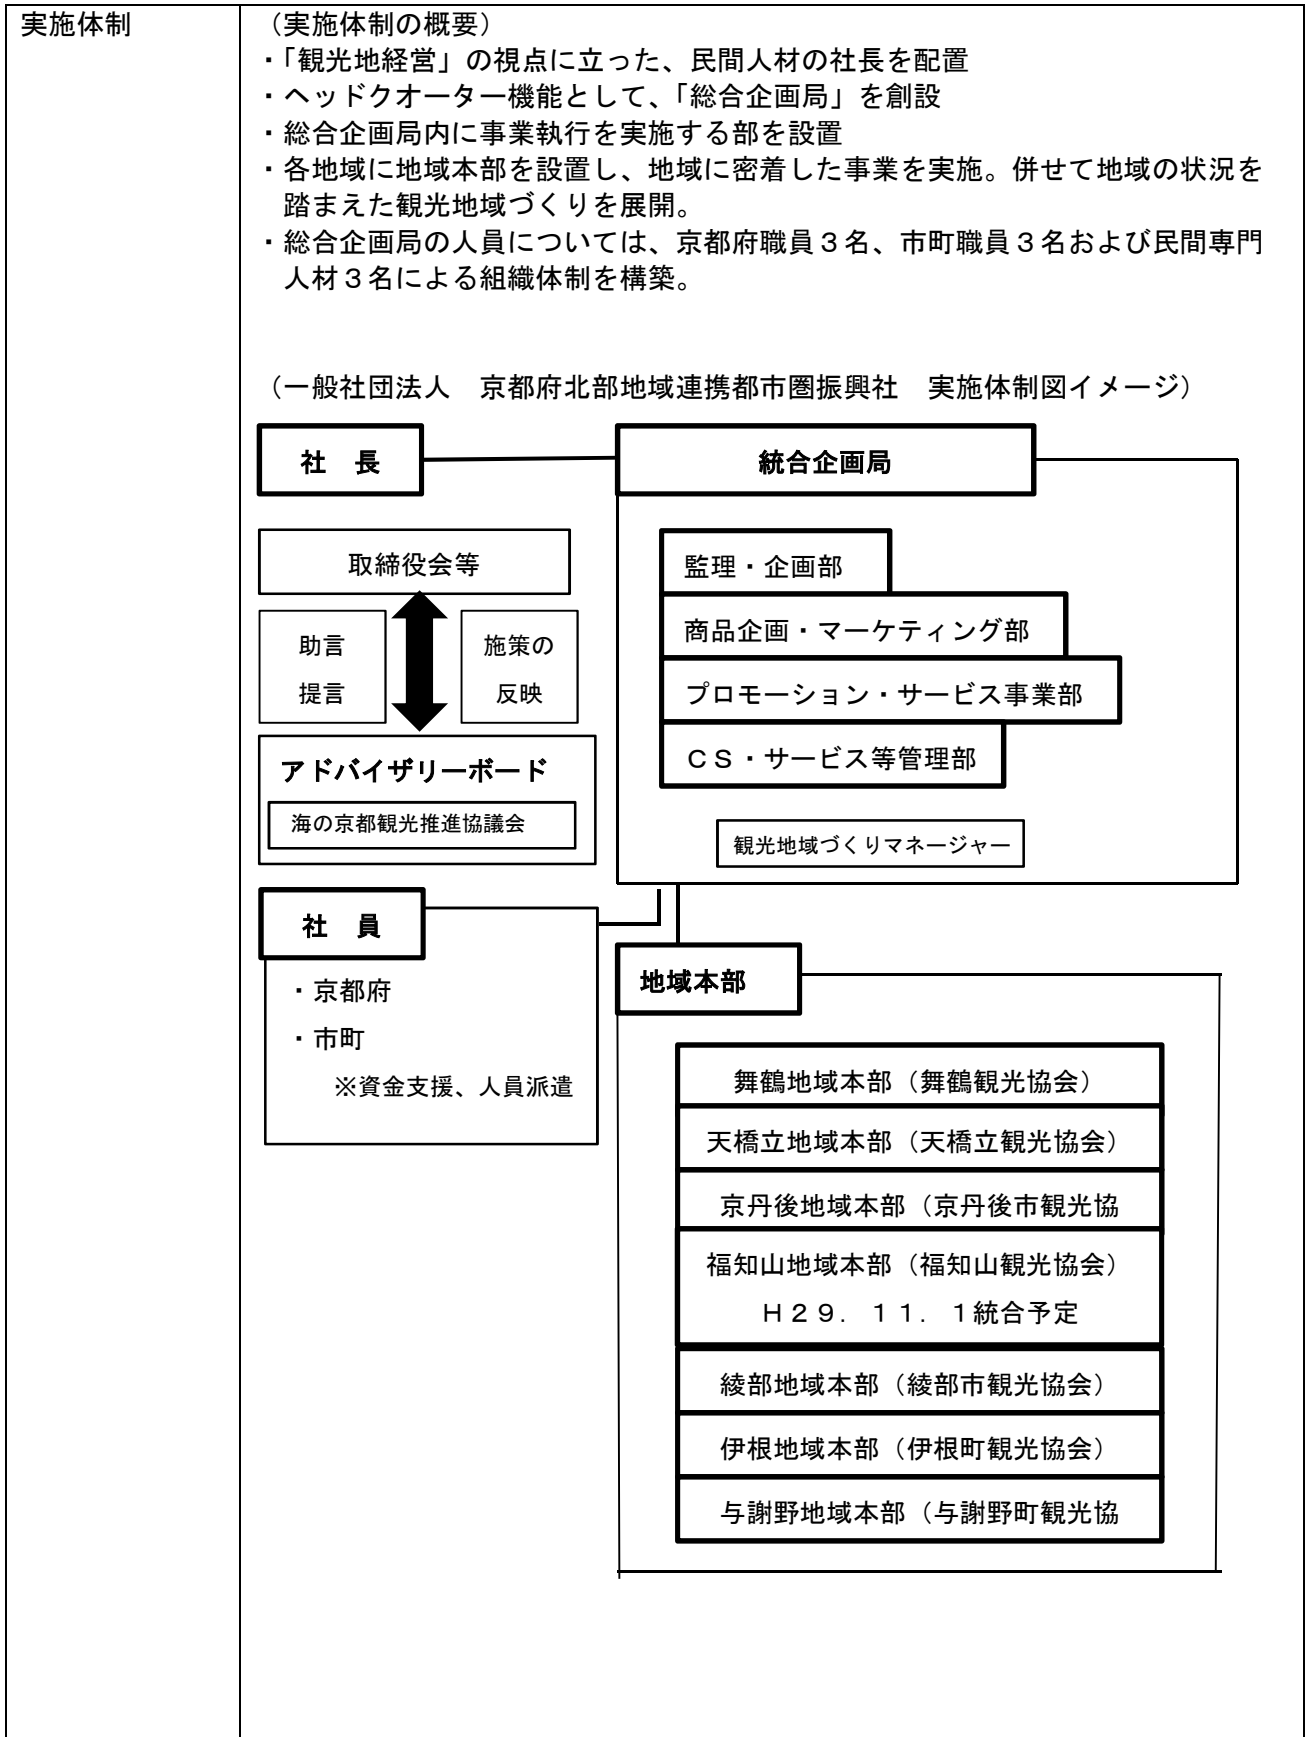 実施体制
（実施体制の概要）
・「観光地経営」の視点に立った、民間人材の社長を配置
・ヘッドクオーター機能として、「総合企画局」を創設
・総合企画局内に事業執行を実施する部を設置
・各地域に地域本部を設置し、地域に密着した事業を実施。併せて地域の状況を
踏まえた観光地域づくりを展開。
・総合企画局の人員については、京都府職員３名、市町職員３名および民間専門
人材３名による組織体制を構築。
（一般社団法人　京都府北部地域連携都市圏振興社　実施体制図イメージ）
社　長
統合企画局
取締役会等
助言
提言
施策の
反映
アドバイザリーボード
海の京都観光推進協議会
監理・企画部
商品企画・マーケティング部
プロモーション・サービス事業部
ＣＳ・サービス等管理部
観光地域づくりマネージャー
社　員
・京都府
・市町
※資金支援、人員派遣
地域本部
舞鶴地域本部（舞鶴観光協会）
天橋立地域本部（天橋立観光協会）
京丹後地域本部（京丹後市観光協
福知山地域本部（福知山観光協会）
Ｈ２９．１１．１統合予定
綾部地域本部（綾部市観光協会）
伊根地域本部（伊根町観光協会）
与謝野地域本部（与謝野町観光協